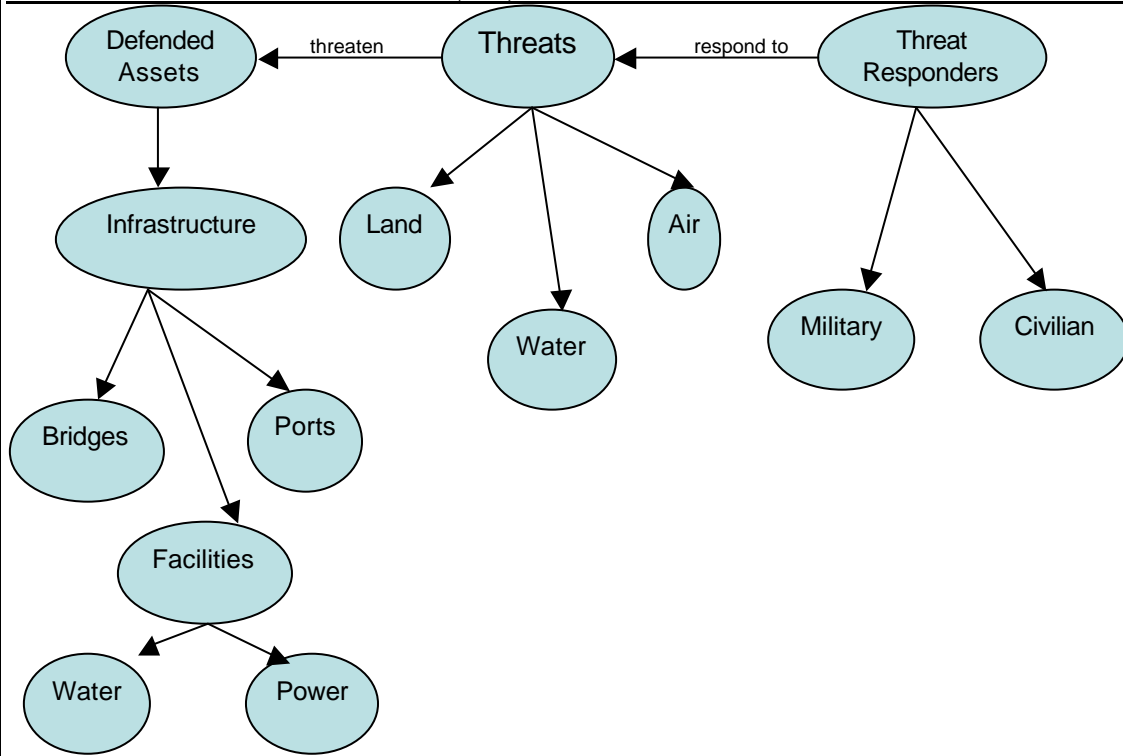 Defended
Assets
threaten
Threats
respond to
Threat
Responders
Infrastructure
Land
Air
Water
Military
Civilian
Bridges
Ports
Facilities
Water
Power